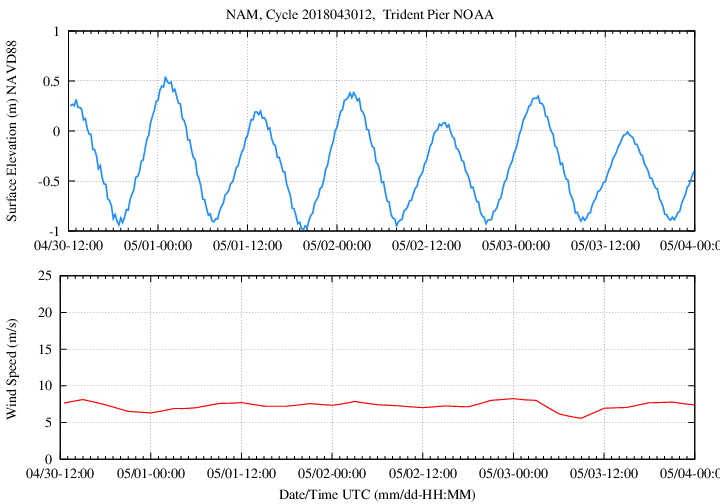 NAM, Cycle 2018043012, Trident Pier NOAA
Surface Elevation (m) NAVD88
1
0.5
0
-0.5
-1
04/30-12:00 05/01-00:00 05/01-12:00 05/02-00:00 05/02-12:00 05/03-00:00 05/03-12:00 05/04-00:0
Wind Speed (m/s)
25
20
15
10
5
0
04/30-12:00 05/01-00:00 05/01-12:00 05/02-00:00 05/02-12:00 05/03-00:00 05/03-12:00 05/04-00:0
Date/Time UTC (mm/dd-HH:MM)